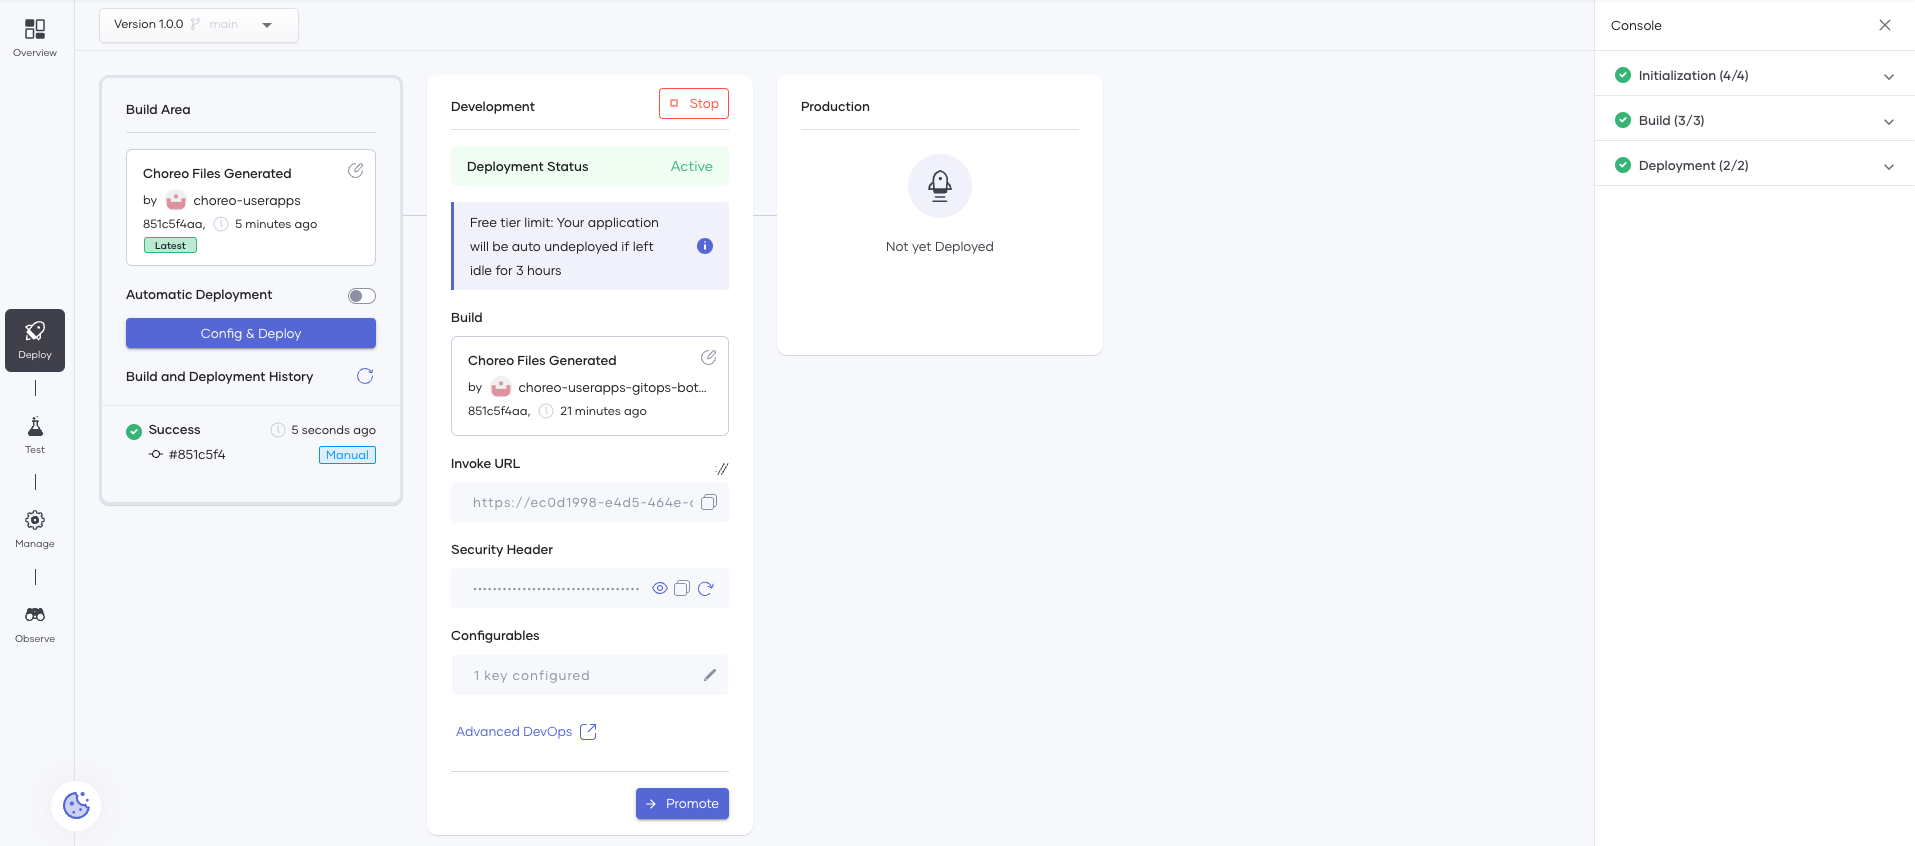 Overview
Deploy
Test
Manage
Observe
Version 1.0.0 main
Build Area
Choreo Files Generated
by choreo-userapps
851c5f4aa, 5 minutes ago
Latest
Automatic Deployment
Config & Deploy
Build and Deployment History
Success 5 seconds ago
#851c5f4 Manual
Development Stop
Deployment Status Active
Free tier limit: Your application
will be auto undeployed if left
idle for 3 hours
Build
Choreo Files Generated
by choreo-userapps-gitops-bot...
851c5f4aa, 21 minutes ago
Invoke URL
https://ec0d1998-e4d5-464e-
Security Header
Configurables
1 key configured
Advanced DevOps
Promote
Production
Not yet Deployed
Console
Initialization (4/4)
Build (3/3)
Deployment (2/2)